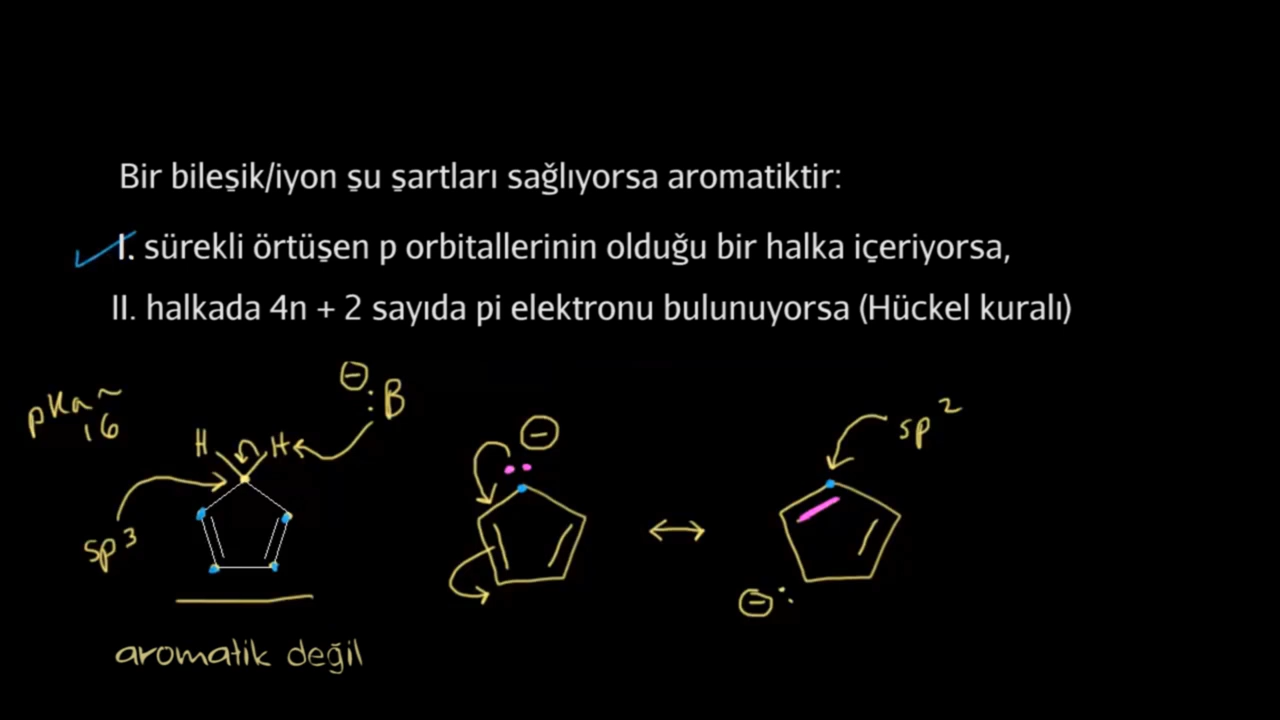 Bir bileşik/iyon şu şartları sağlıyorsa aromatiktir:
I. sürekli örtüşen p orbitallerinin olduğu bir halka içeriyorsa,
II. halkada 4n + 2 sayıda pi elektronu bulunuyorsa (Hückel kuralı)
pKa ~ 16
⊖
: B
H H
sp³
⊖
sp²
⊖:
aromatik değil